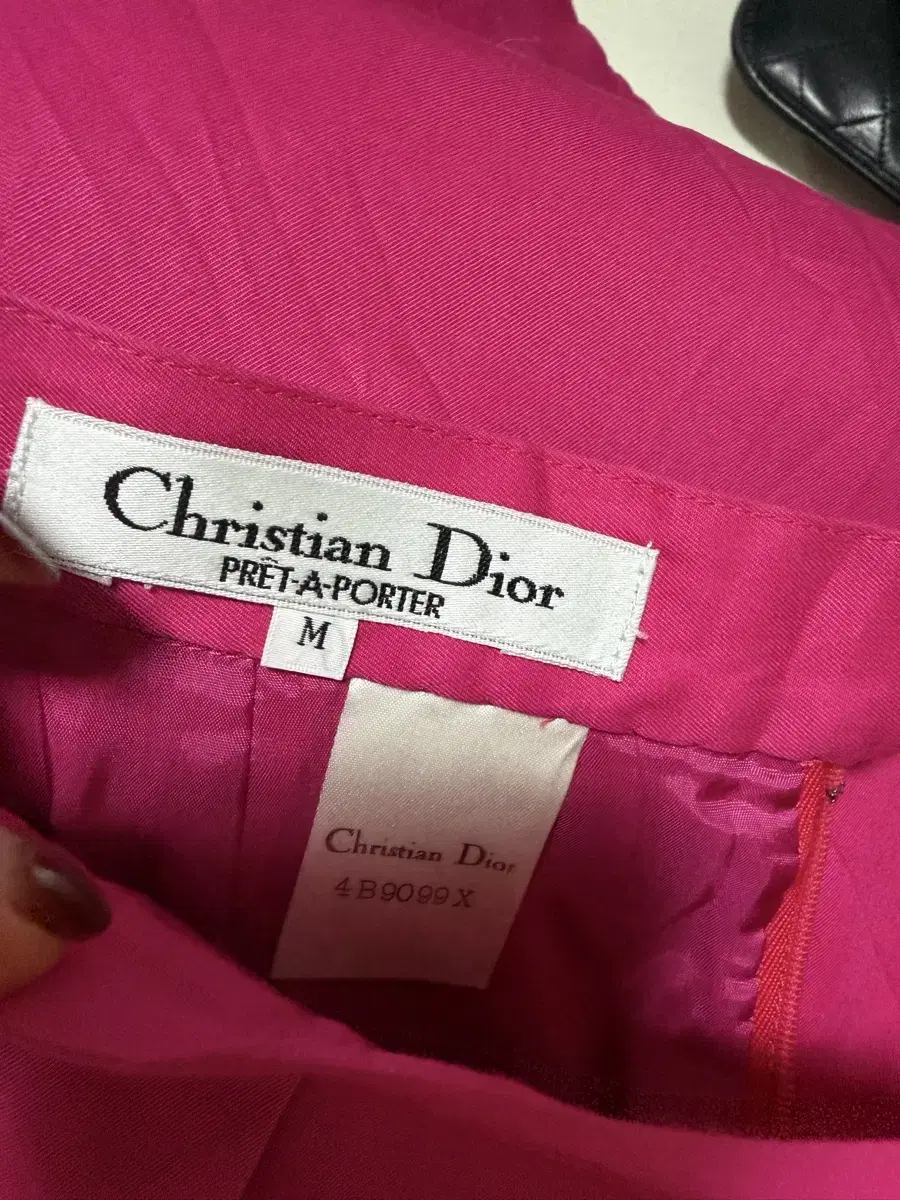 Christian Dior
PRÊT-A-PORTER
M
Christian Dior
4B9099X